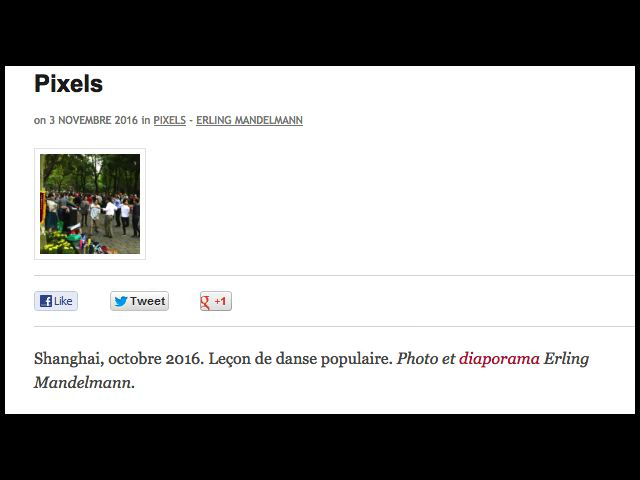 Pixels
on 3 NOVEMBRE 2016 in PIXELS - ERLING MANDELMANN
Like
Tweet
+1
Shanghai, octobre 2016. Leçon de danse populaire. Photo et diaporama Erling
Mandelmann.